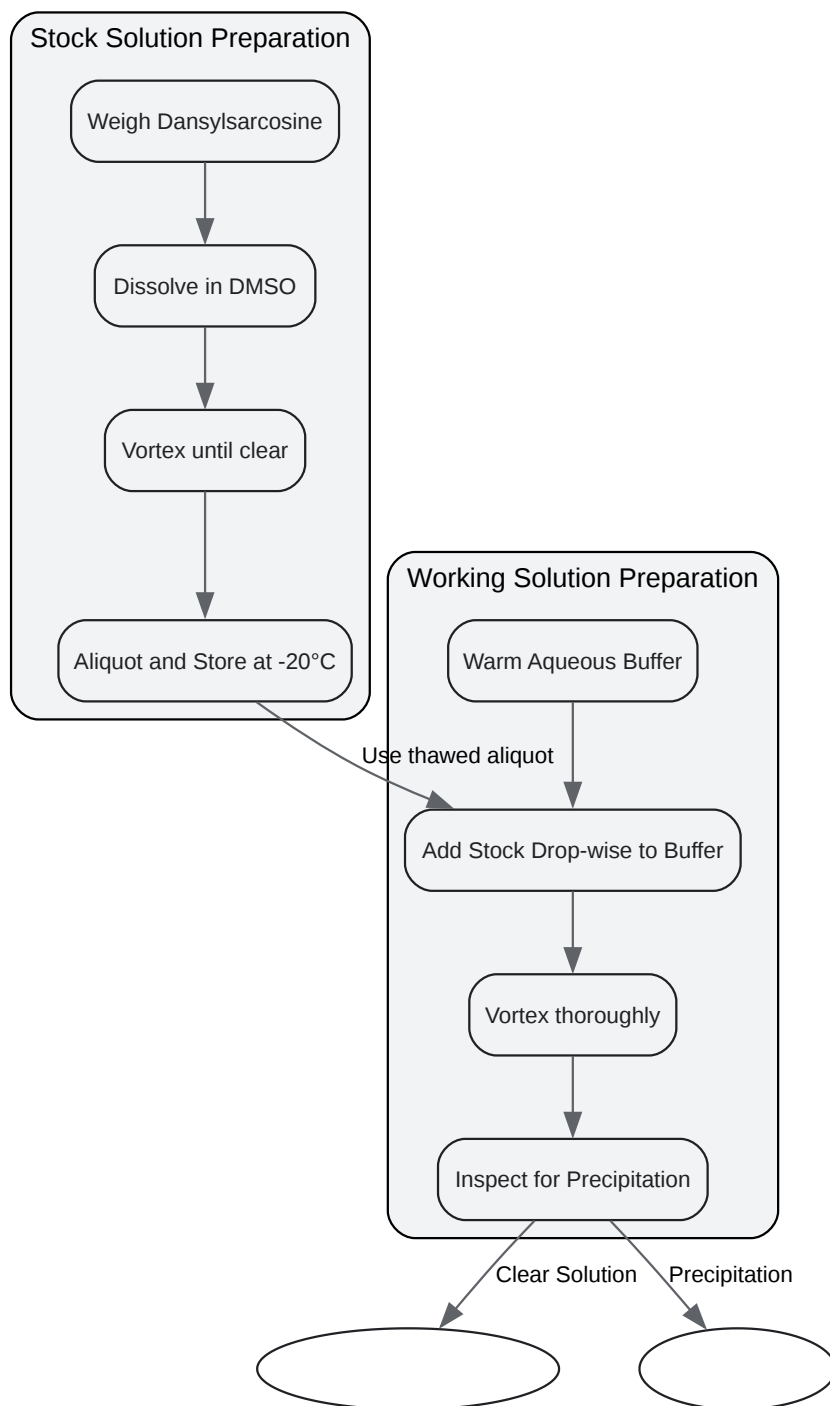 Stock Solution Preparation
Weigh Dansylsarcosine
Dissolve in DMSO
Vortex until clear
Aliquot and Store at -20°C
Working Solution Preparation
Warm Aqueous Buffer
Use thawed aliquot
Add Stock Drop-wise to Buffer
Vortex thoroughly
Inspect for Precipitation
Clear Solution
Precipitation